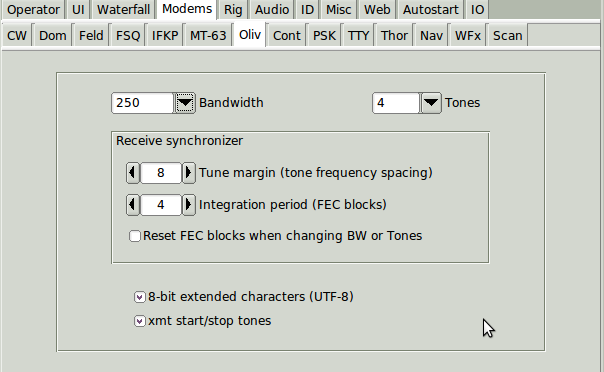 Operator UI Waterfall Modems Rig Audio ID Misc Web Autostart IO
CW Dom Feld FSQ IFKP MT-63 Oliv Cont PSK TTY Thor Nav WFx Scan
250 Bandwidth 4 Tones
Receive synchronizer
8 Tune margin (tone frequency spacing)
4 Integration period (FEC blocks)
Reset FEC blocks when changing BW or Tones
8-bit extended characters (UTF-8)
xmt start/stop tones